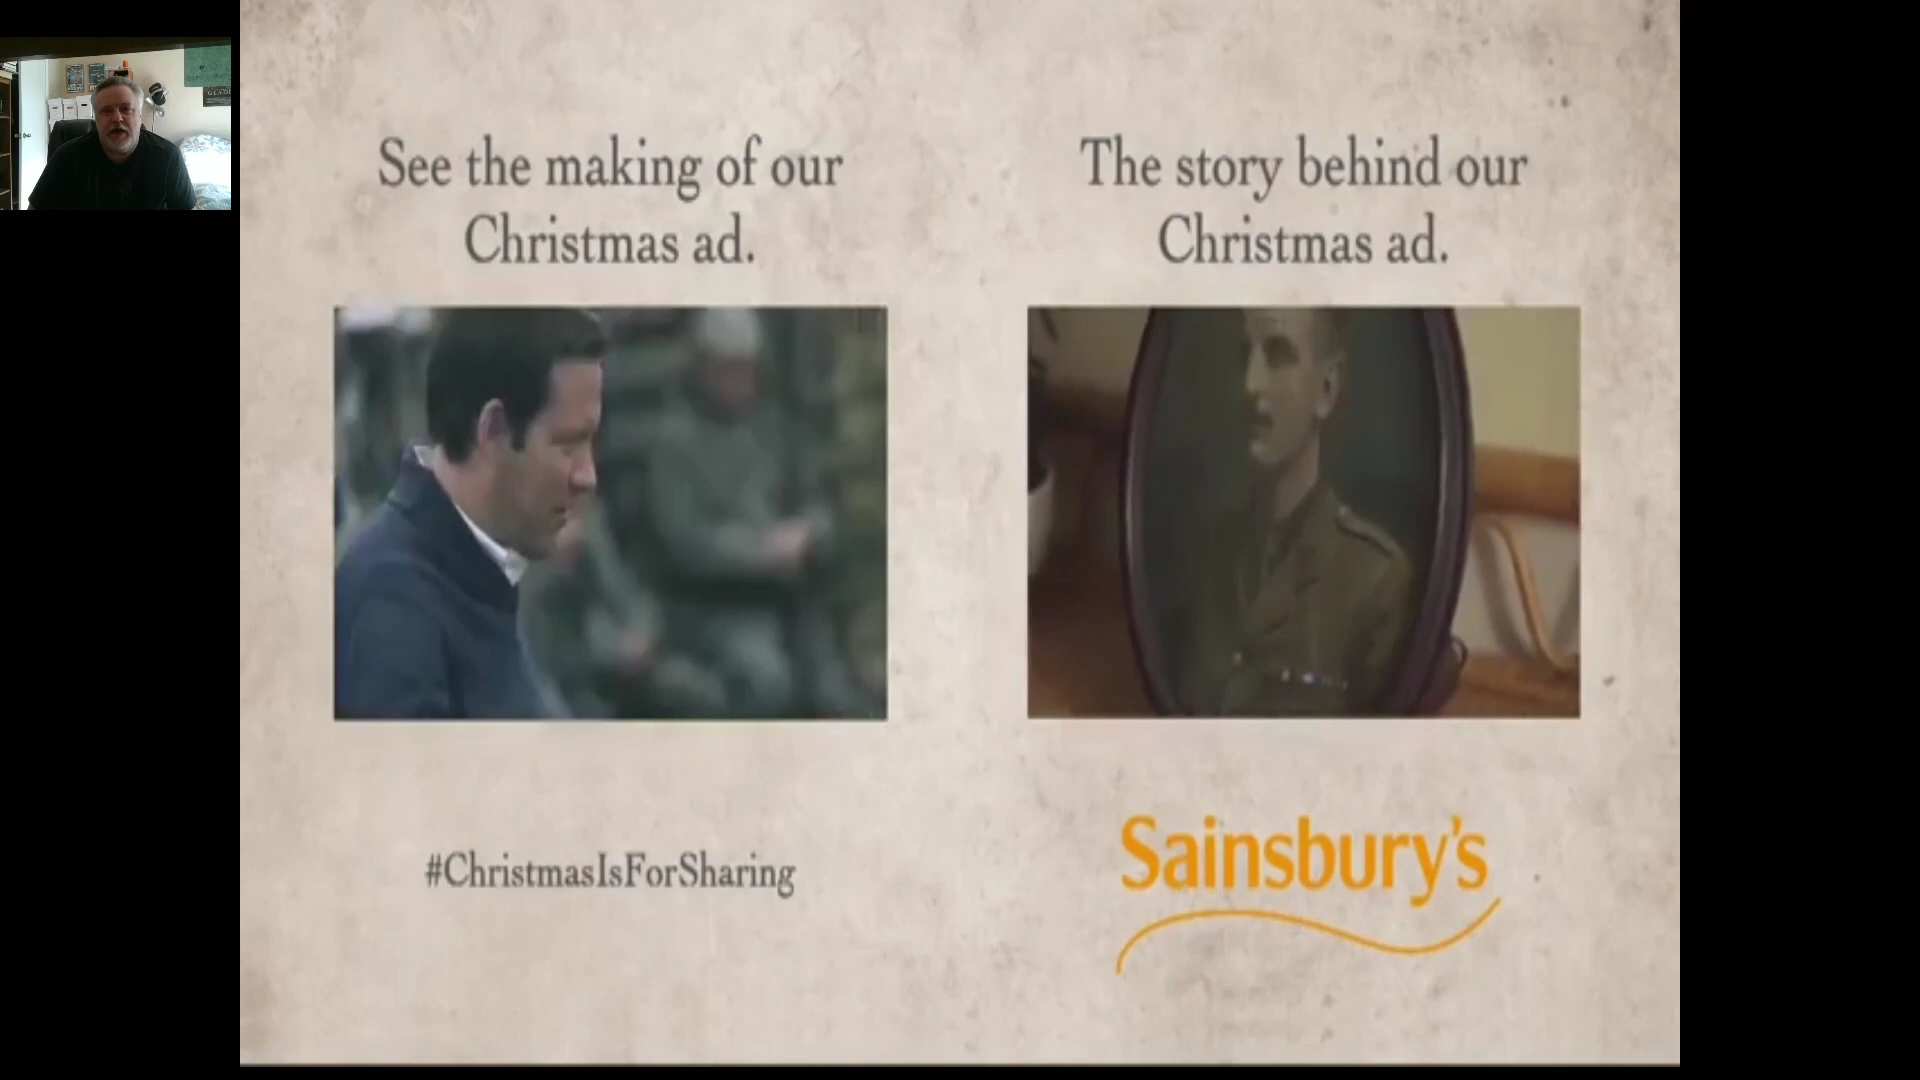 See the making of our
Christmas ad.
The story behind our
Christmas ad.
#ChristmasIsForSharing
Sainsbury's